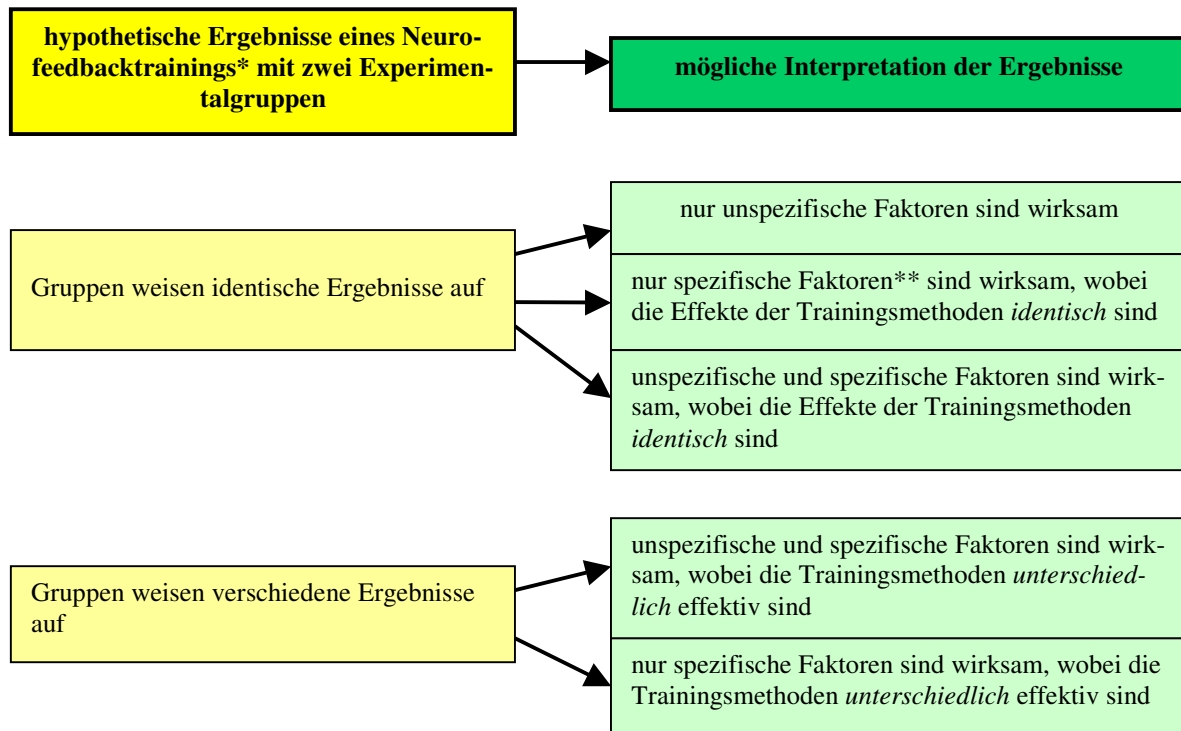 hypothetische Ergebnisse eines Neuro-
feedbacktrainings* mit zwei Experimen-
talgruppen
mögliche Interpretation der Ergebnisse
Gruppen weisen identische Ergebnisse auf
nur unspezifische Faktoren sind wirksam
nur spezifische Faktoren** sind wirksam, wobei
die Effekte der Trainingsmethoden identisch sind
unspezifische und spezifische Faktoren sind wirk-
sam, wobei die Effekte der Trainingsmethoden
identisch sind
Gruppen weisen verschiedene Ergebnisse
auf
unspezifische und spezifische Faktoren sind wirk-
sam, wobei die Trainingsmethoden unterschied-
lich effektiv sind
nur spezifische Faktoren sind wirksam, wobei die
Trainingsmethoden unterschiedlich effektiv sind